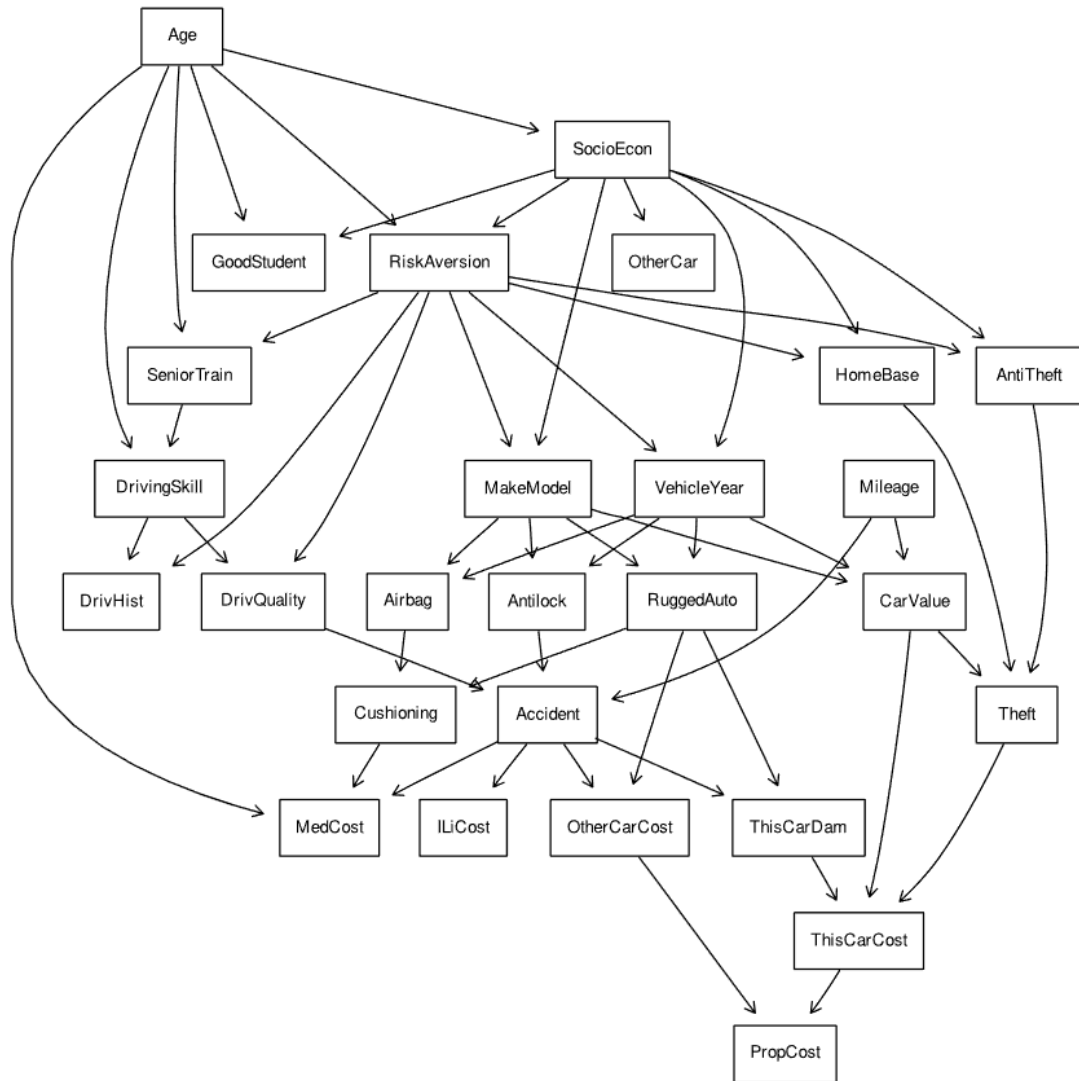 Age
SocioEcon
GoodStudent
RiskAversion
OtherCar
SeniorTrain
HomeBase
AntiTheft
DrivingSkill
MakeModel
VehicleYear
Mileage
DrivHist
DrivQuality
Airbag
Antilock
RuggedAuto
CarValue
Cushioning
Accident
Theft
MedCost
ILiCost
OtherCarCost
ThisCarDam
ThisCarCost
PropCost